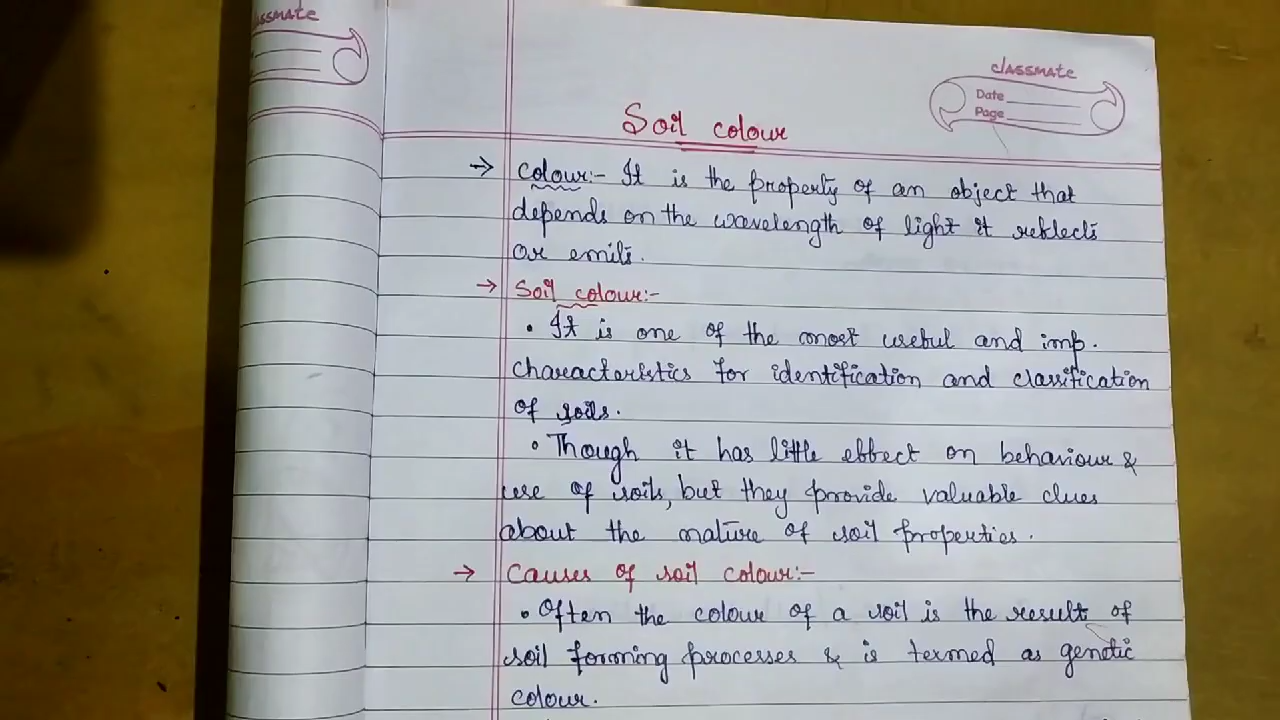 assmate
classmate
Date
Page
Soil colour
→ Colour:- It is the property of an object that
depends on the wavelength of light it reflects
or emits.
→ Soil colour:-
• It is one of the most useful and imp.
charactoristics for identification and classification
of soils.
• Though it has little effect on behaviour &
use of soils, but they provide valuable clues
about the nature of soil properties.
→ Causes of soil colour:-
• Often the colour of a soil is the result of
soil forming processes & is termed as genetic
colour.